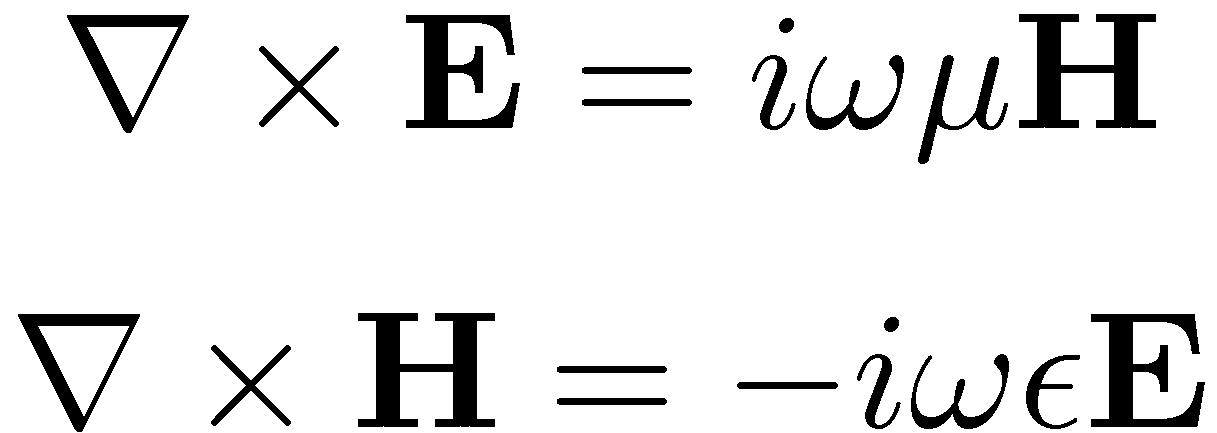 ∇ × E = iωμH
∇ × H = −iωϵE